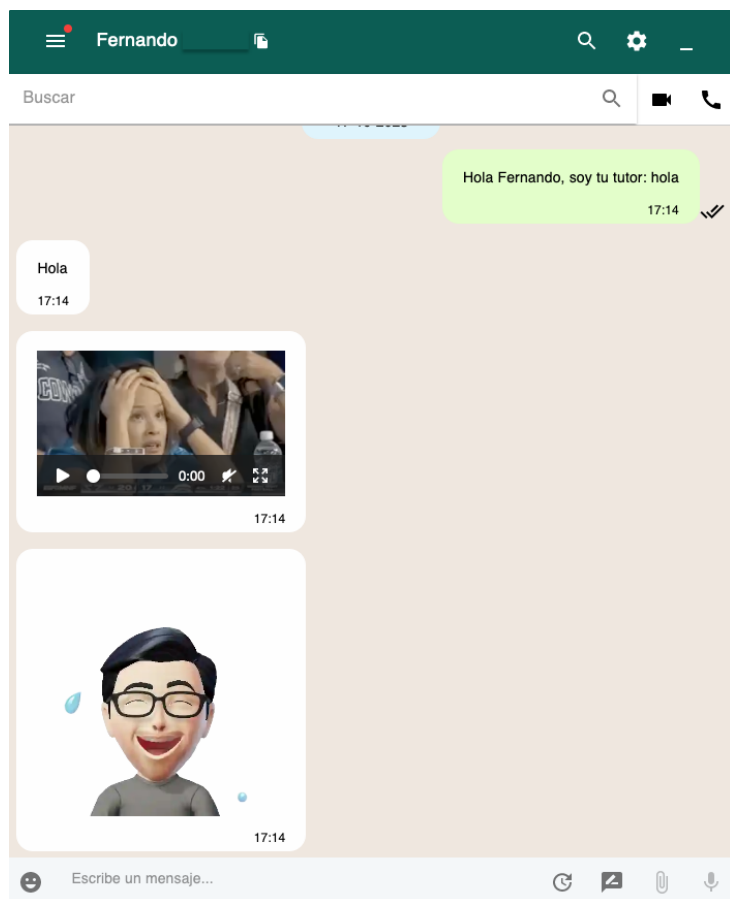 Fernando
Buscar
Hola Fernando, soy tu tutor: hola
17:14
Hola
17:14
0:00
17:14
17:14
Escribe un mensaje...